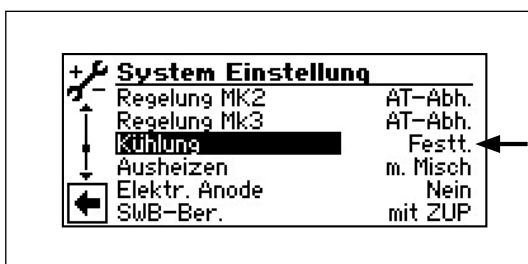 System Einstellung
Regelung MK2 AT-Abh.
Regelung Mk3 AT-Abh.
Kühlung Festt.
Ausheizen m. Misch
Elektr. Anode Nein
SWB-Ber. mit ZUP